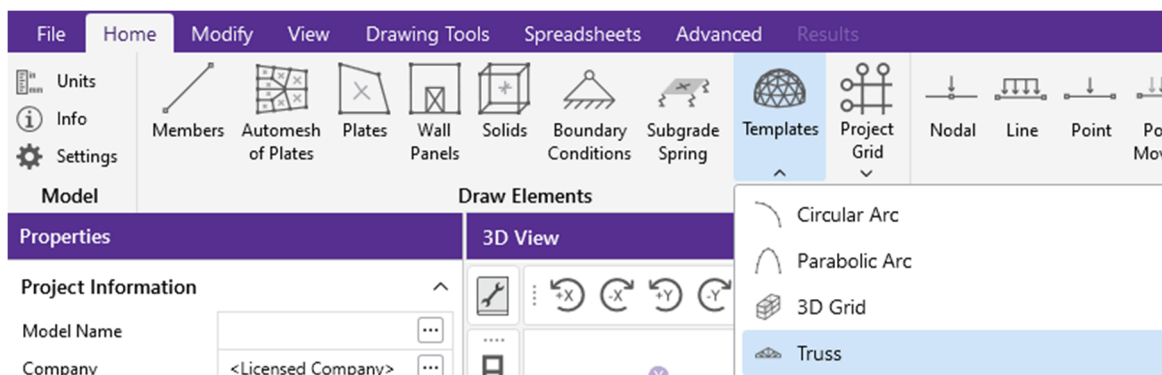 File Home Modify View Drawing Tools Spreadsheets Advanced Results
Units
Info
Settings
Model
Members Automesh of Plates Plates Wall Panels Solids Boundary Conditions Subgrade Spring Templates Project Grid Nodal Line Point
Draw Elements
Properties
3D View
Circular Arc
Parabolic Arc
3D Grid
Truss
Project Information
+X -X +Y -Y
Model Name ...
Company <Licensed Company> ...